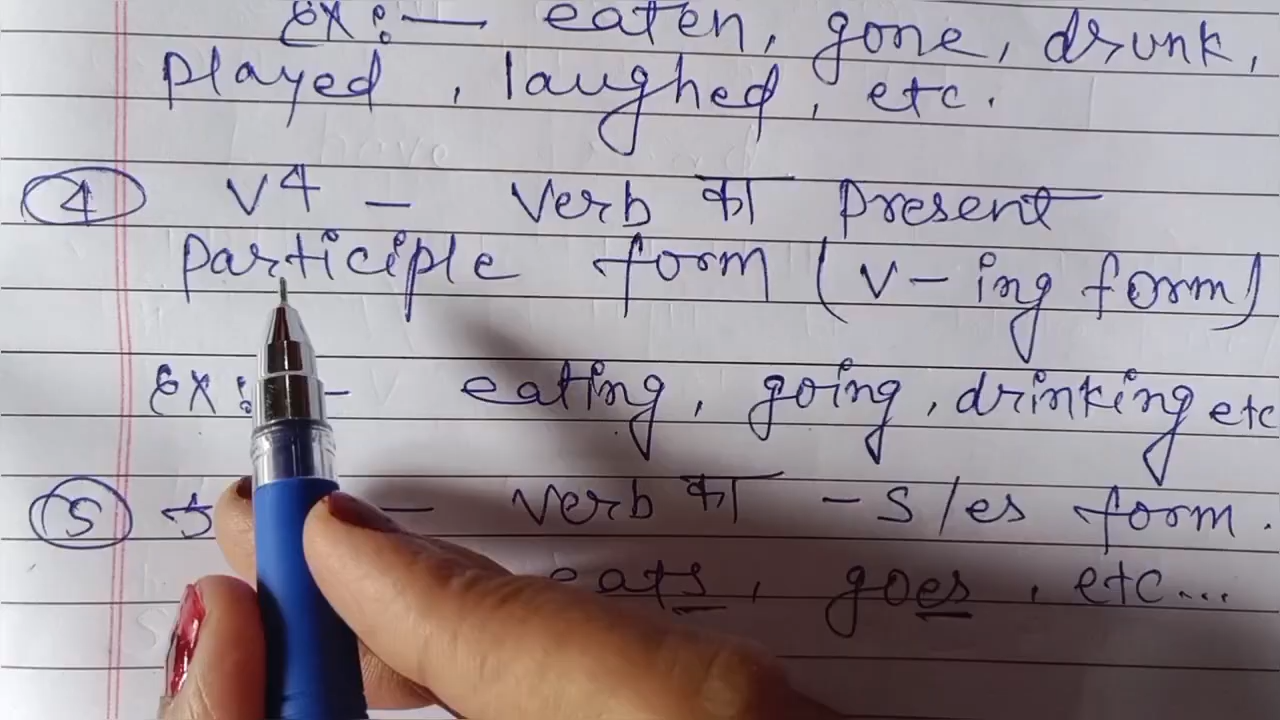 Ex:- eaten, gone, drunk,
played, laughed, etc.
4 V4 - Verb का present
participle form (V-ing form)
Ex:- eating, going, drinking etc
5 - Verb का -s/es form.
eats, goes, etc...